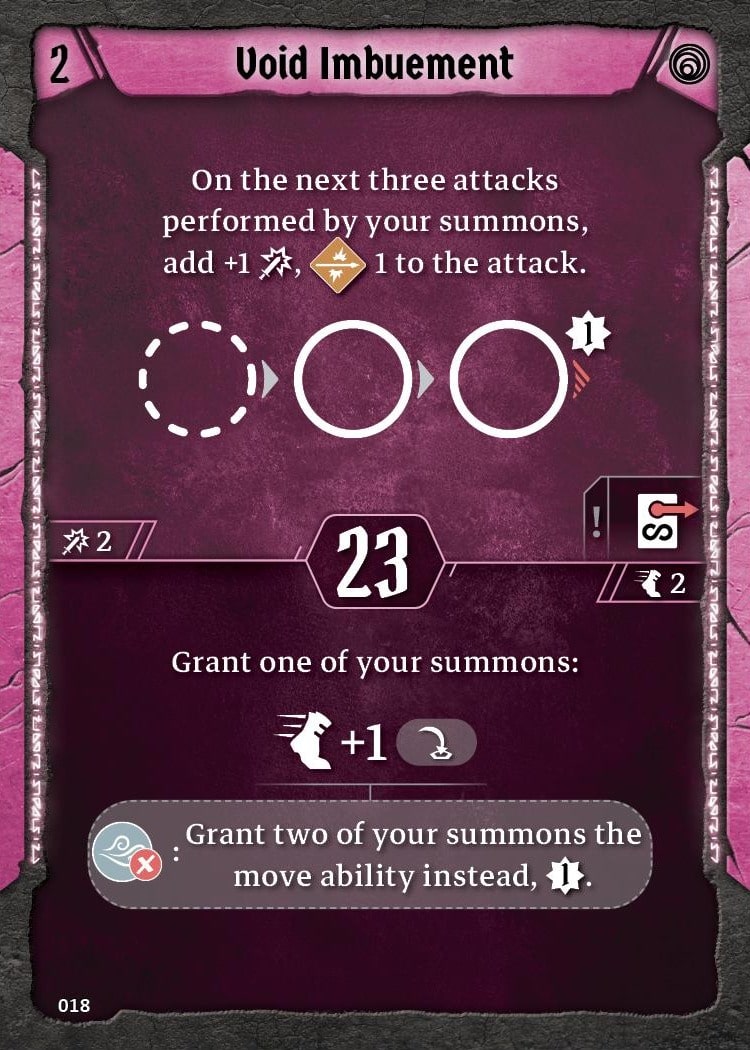 2
Void Imbuement
On the next three attacks
performed by your summons,
add +1 , 1 to the attack.
1
!
2
23
2
Grant one of your summons:
+1
: Grant two of your summons the
move ability instead, 1.
018